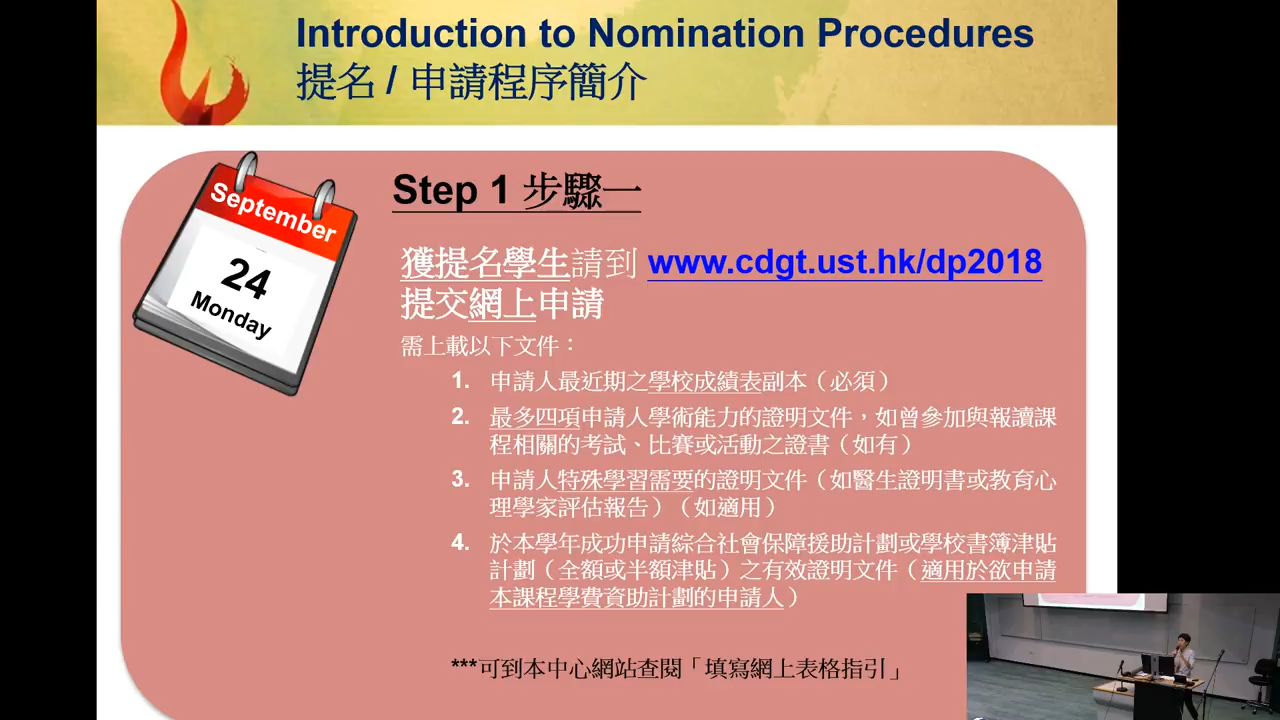 Introduction to Nomination Procedures
提名 / 申請程序簡介
September
24
Monday
Step 1 步驟一
獲提名學生請到 www.cdgt.ust.hk/dp2018
提交網上申請
需上載以下文件：
1. 申請人最近期之學校成績表副本（必須）
2. 最多四項申請人學術能力的證明文件，如曾參加與報讀課
程相關的考試、比賽或活動之證書（如有）
3. 申請人特殊學習需要的證明文件（如醫生證明書或教育心
理學家評估報告）（如適用）
4. 於本學年成功申請綜合社會保障援助計劃或學校書簿津貼
計劃（全額或半額津貼）之有效證明文件（適用於欲申請
本課程學費資助計劃的申請人）
***可到本中心網站查閱「填寫網上表格指引」